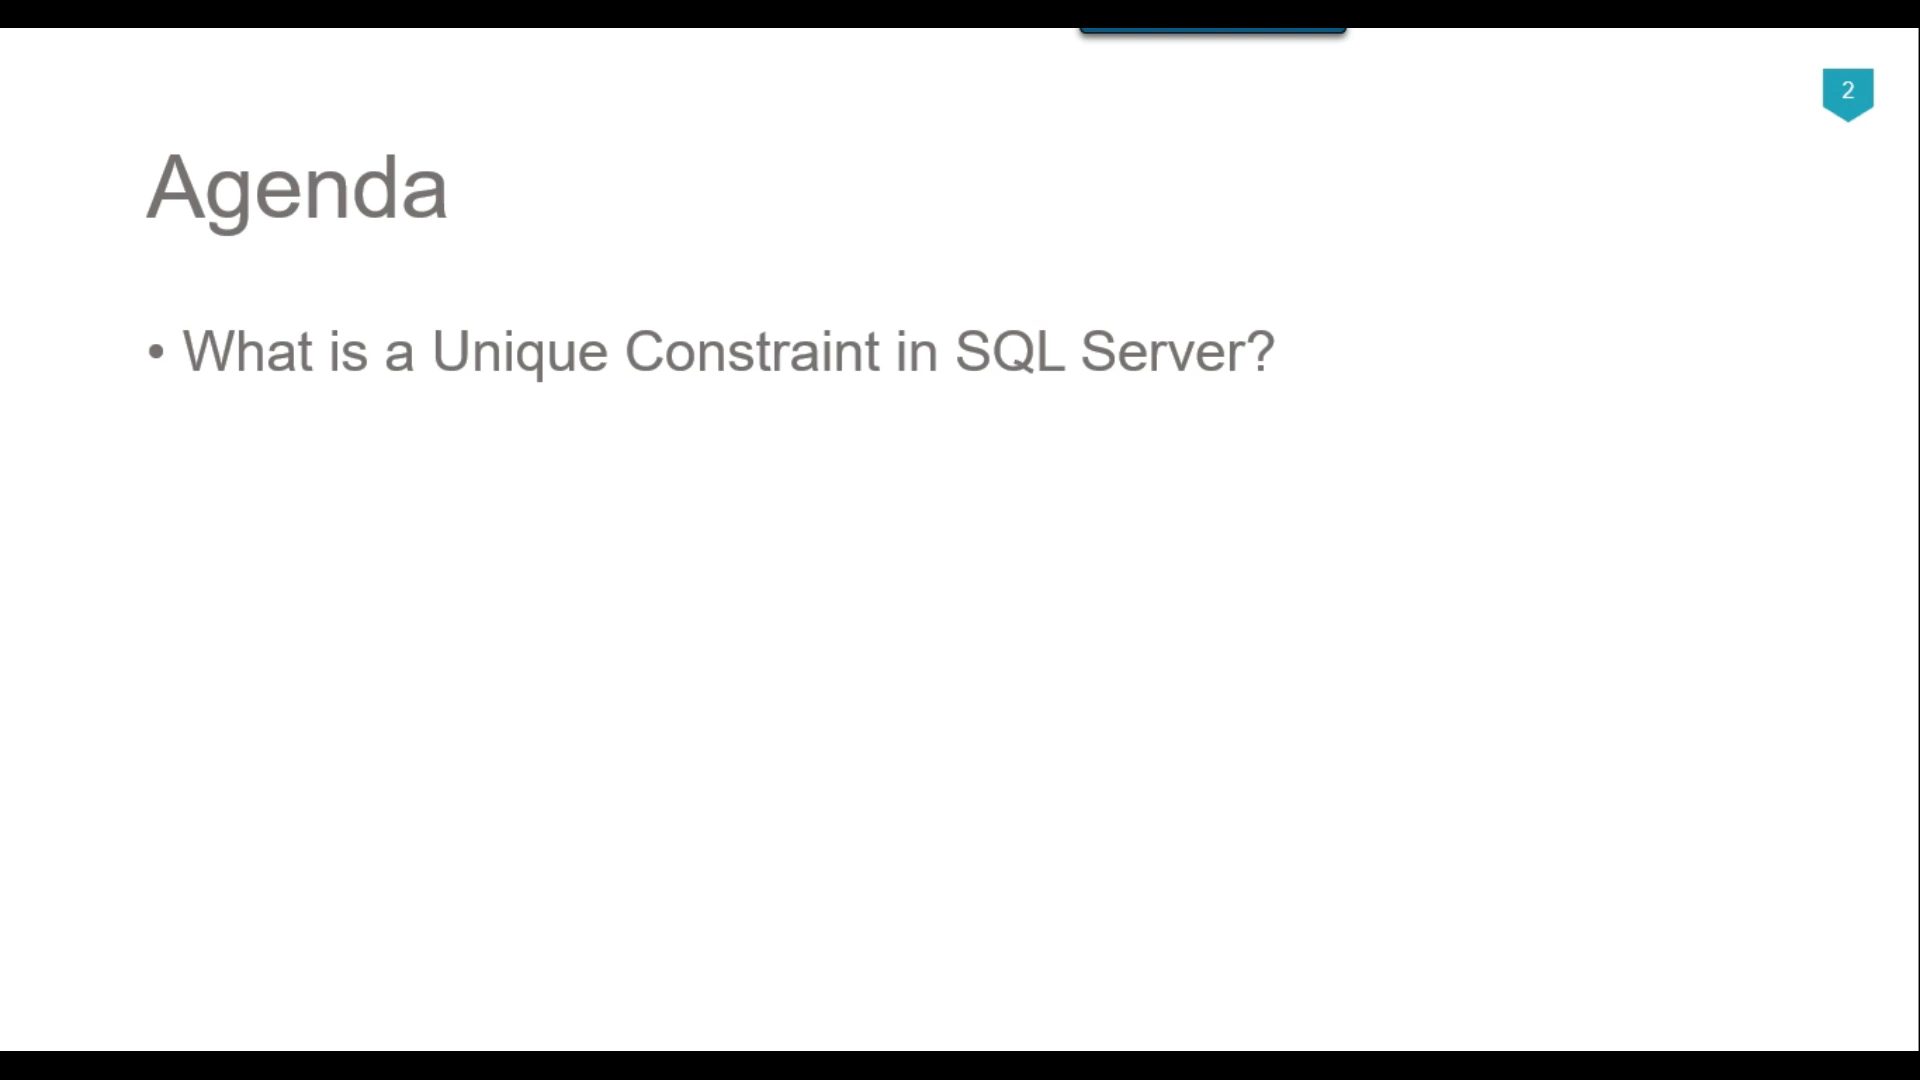 2
Agenda
• What is a Unique Constraint in SQL Server?